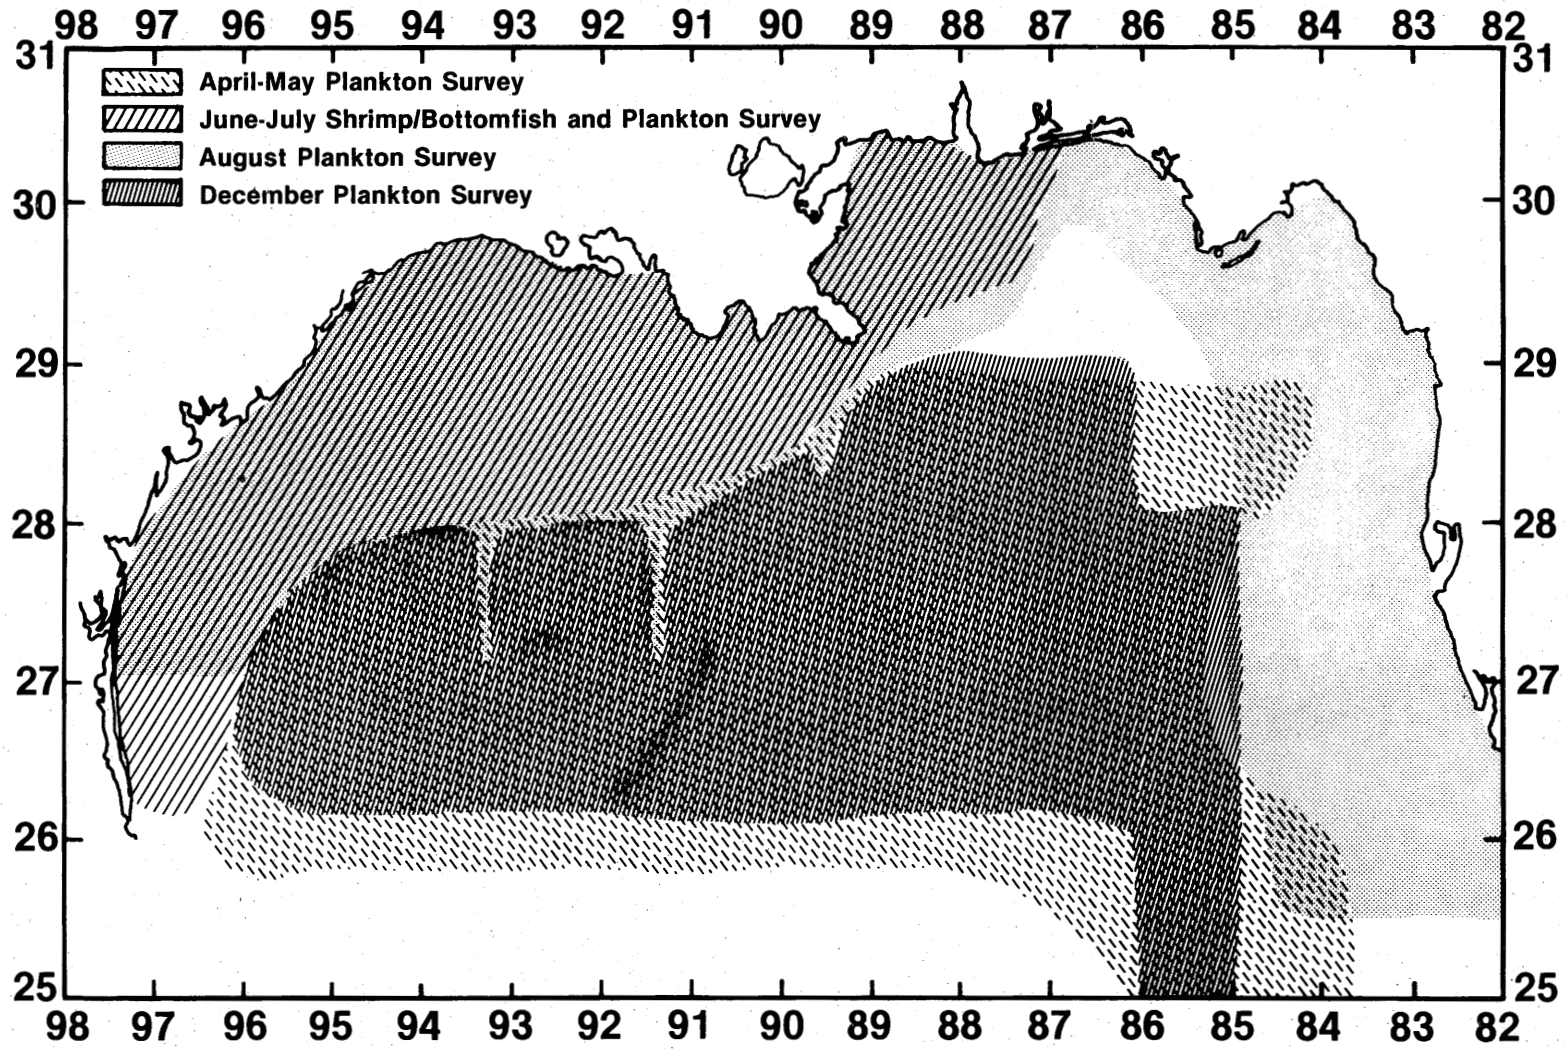 98 97 96 95 94 93 92 91 90 89 88 87 86 85 84 83 82
31 31
April-May Plankton Survey
June-July Shrimp/Bottomfish and Plankton Survey
August Plankton Survey
December Plankton Survey
30 30
29 29
28 28
27 27
26 26
25 25
98 97 96 95 94 93 92 91 90 89 88 87 86 85 84 83 82